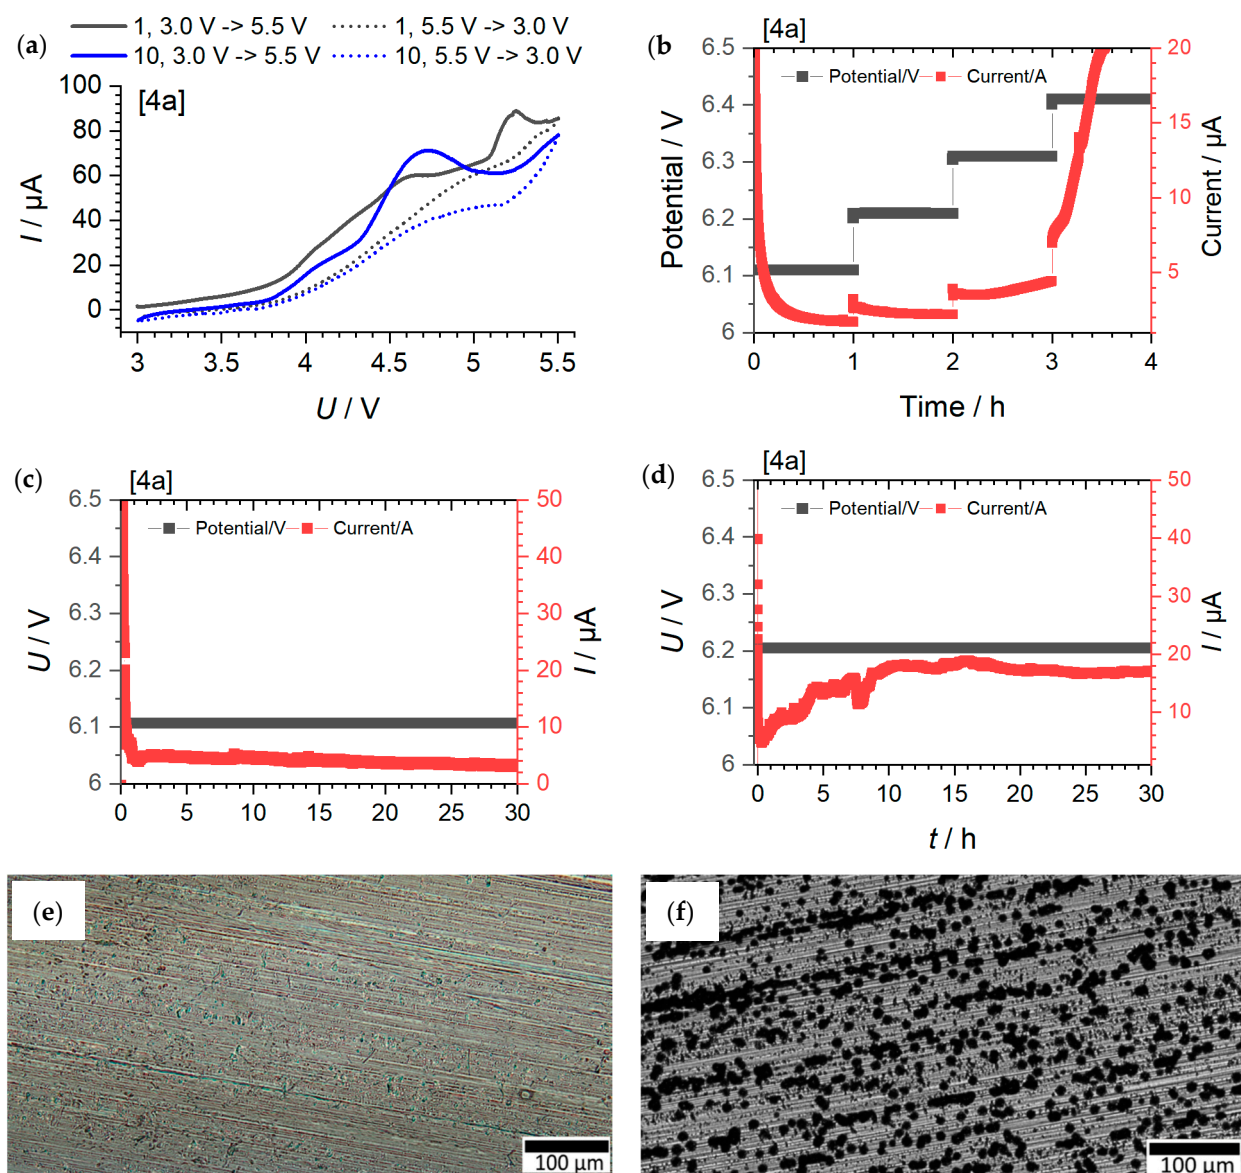 (a)
1, 3.0 V -> 5.5 V
1, 5.5 V -> 3.0 V
10, 3.0 V -> 5.5 V
10, 5.5 V -> 3.0 V
[4a]
100
80
60
40
20
0
I / µA
3
3.5
4
4.5
5
5.5
U / V
(b)
[4a]
Potential/V
Current/A
6.5
6.4
6.3
6.2
6.1
6
Potential / V
20
15
10
5
Current / µA
0
1
2
3
4
Time / h
(c)
[4a]
Potential/V
Current/A
6.5
6.4
6.3
6.2
6.1
6
U / V
50
40
30
20
10
0
I / µA
0
5
10
15
20
25
30
(d)
[4a]
Potential/V
Current/A
6.5
6.4
6.3
6.2
6.1
6
U / V
50
40
30
20
10
I / µA
0
5
10
15
20
25
30
t / h
(e)
100 µm
(f)
100 µm